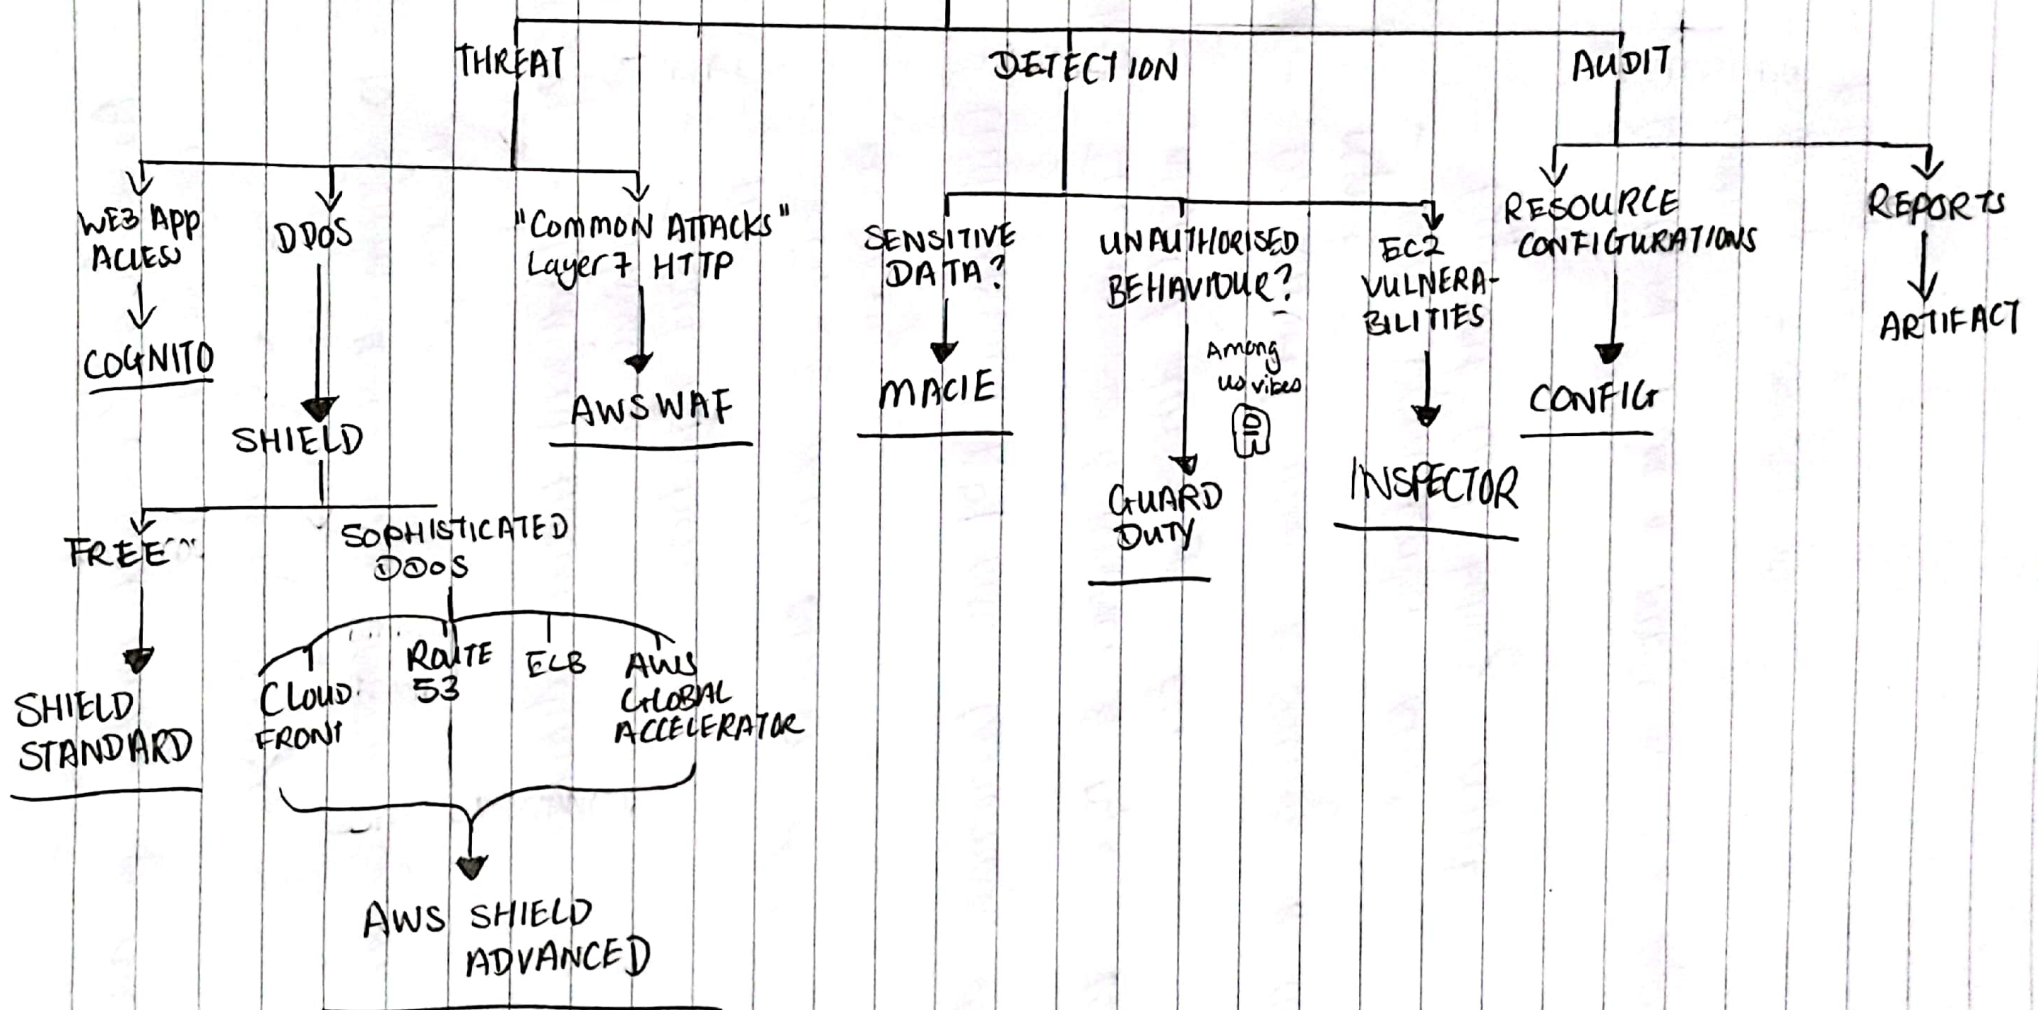 THREAT
DETECTION
AUDIT
WEB APP
ACCESS
COGNITO
DDOS
SHIELD
FREE
SHIELD
STANDARD
SOPHISTICATED
DDOS
CLOUD
FRONT
ROUTE
53
ELB
AWS
GLOBAL
ACCELERATOR
AWS SHIELD
ADVANCED
"COMMON ATTACKS"
Layer 7 HTTP
AWS WAF
SENSITIVE
DATA?
MACIE
UNAUTHORISED
BEHAVIOUR?
Among
us vibes
GUARD
DUTY
EC2
VULNERA-
BILITIES
INSPECTOR
RESOURCE
CONFIGURATIONS
CONFIG
REPORTS
ARTIFACT